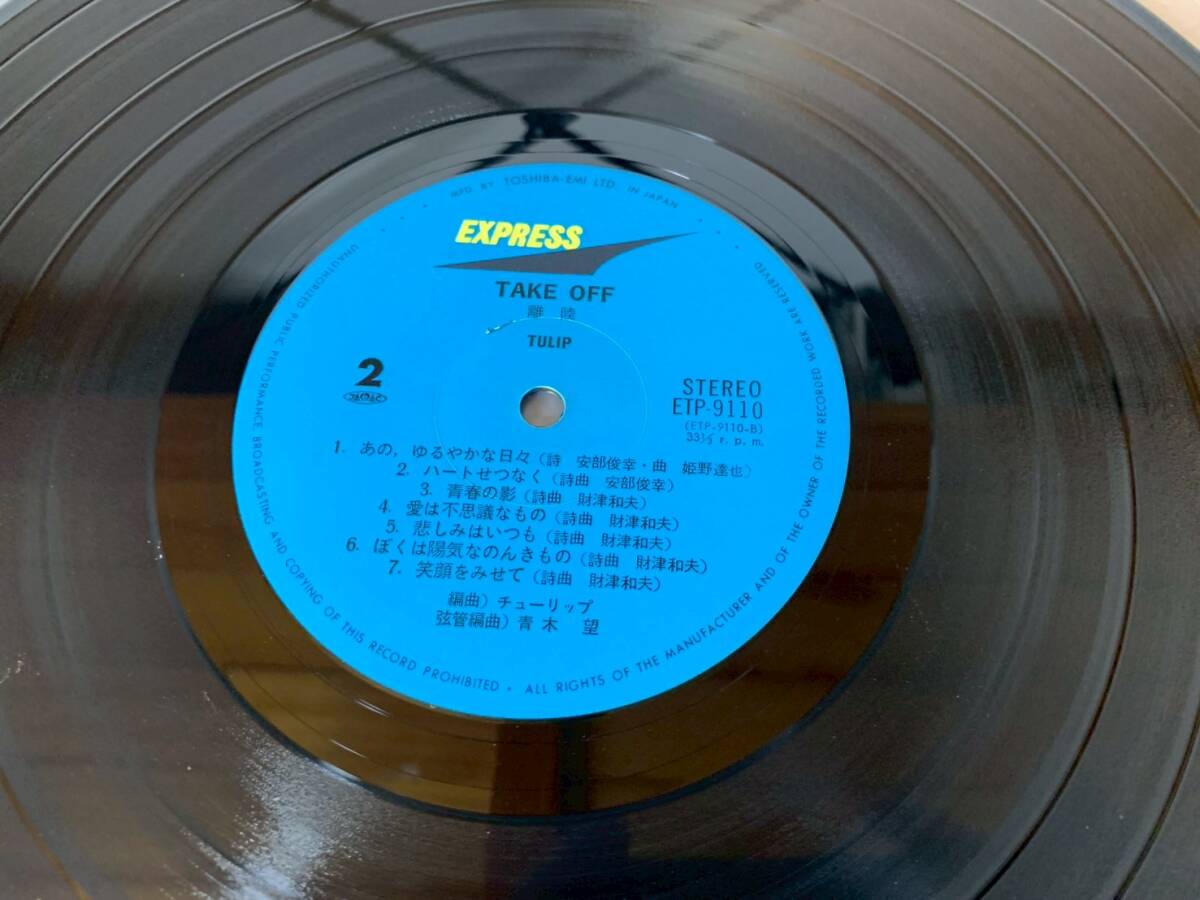 MFD. BY TOSHIBA-EMI LTD. IN JAPAN
EXPRESS
TAKE OFF
離陸
TULIP
2
JASRAC
STEREO
ETP-9110
(ETP-9110-B)
33⅓ r. p. m.
1. あの, ゆるやかな日々 (詩 安部俊幸・曲 姫野達也)
2. ハートせつなく (詩曲 安部俊幸)
3. 青春の影 (詩曲 財津和夫)
4. 愛は不思議なもの (詩曲 財津和夫)
5. 悲しみはいつも (詩曲 財津和夫)
6. ぼくは陽気なのんきもの (詩曲 財津和夫)
7. 笑顔をみせて (詩曲 財津和夫)
編曲) チューリップ
弦管編曲)青木 望
UNAUTHORIZED PUBLIC PERFORMANCE, BROADCASTING AND COPYING OF THIS RECORD PROHIBITED • ALL RIGHTS OF THE MANUFACTURER AND OF THE OWNER OF THE RECORDED WORK ARE RESERVED